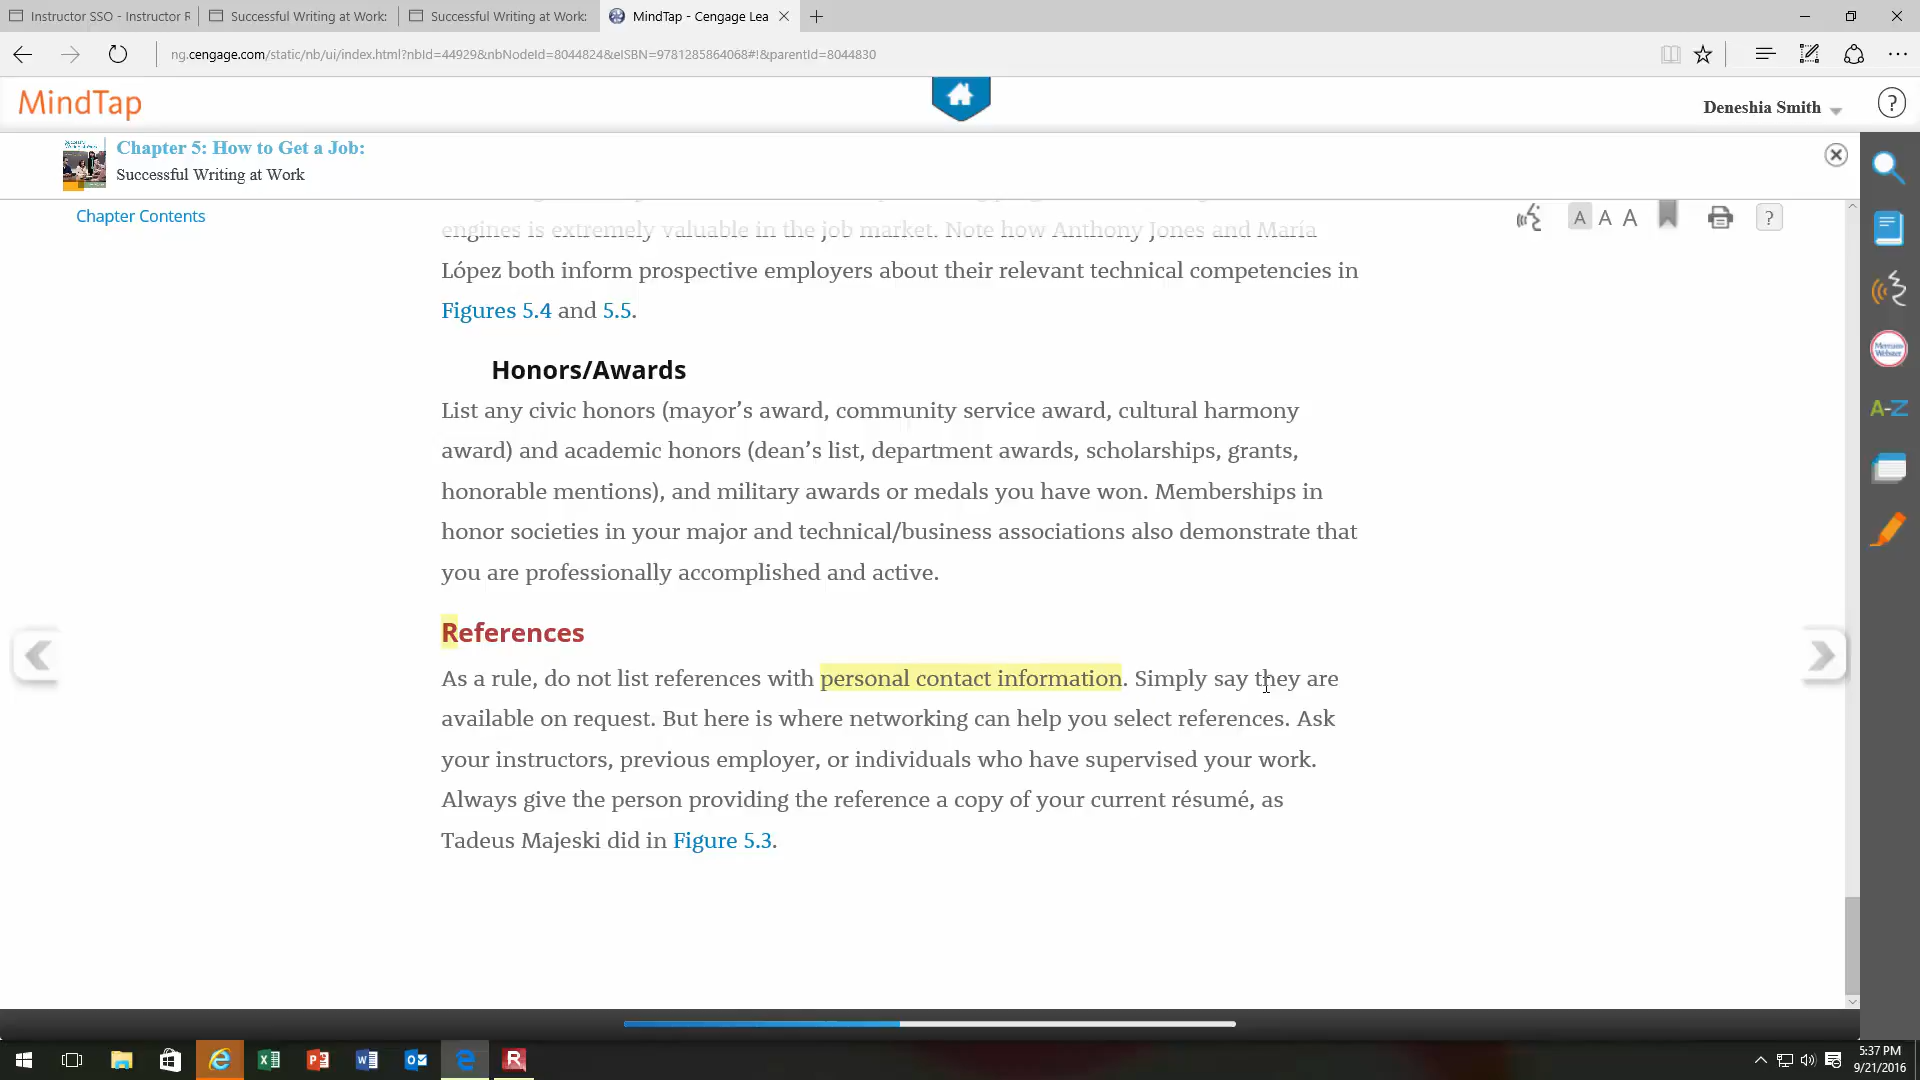 Instructor SSO - Instructor R
Successful Writing at Work:
Successful Writing at Work:
MindTap - Cengage Lea
ng.cengage.com/static/nb/ui/index.html?nbId=44929&nbNodeId=8044824&eISBN=9781285864068#!&parentId=8044830
MindTap
Deneshia Smith
?
Chapter 5: How to Get a Job:
Successful Writing at Work
Chapter Contents
A A A
?
engines is extremely valuable in the job market. Note how Anthony Jones and María
López both inform prospective employers about their relevant technical competencies in
Figures 5.4 and 5.5.
Honors/Awards
List any civic honors (mayor’s award, community service award, cultural harmony
award) and academic honors (dean’s list, department awards, scholarships, grants,
honorable mentions), and military awards or medals you have won. Memberships in
honor societies in your major and technical/business associations also demonstrate that
you are professionally accomplished and active.
References
As a rule, do not list references with personal contact information. Simply say they are
available on request. But here is where networking can help you select references. Ask
your instructors, previous employer, or individuals who have supervised your work.
Always give the person providing the reference a copy of your current résumé, as
Tadeus Majeski did in Figure 5.3.
Merriam
Webster
A-Z
5:37 PM
9/21/2016